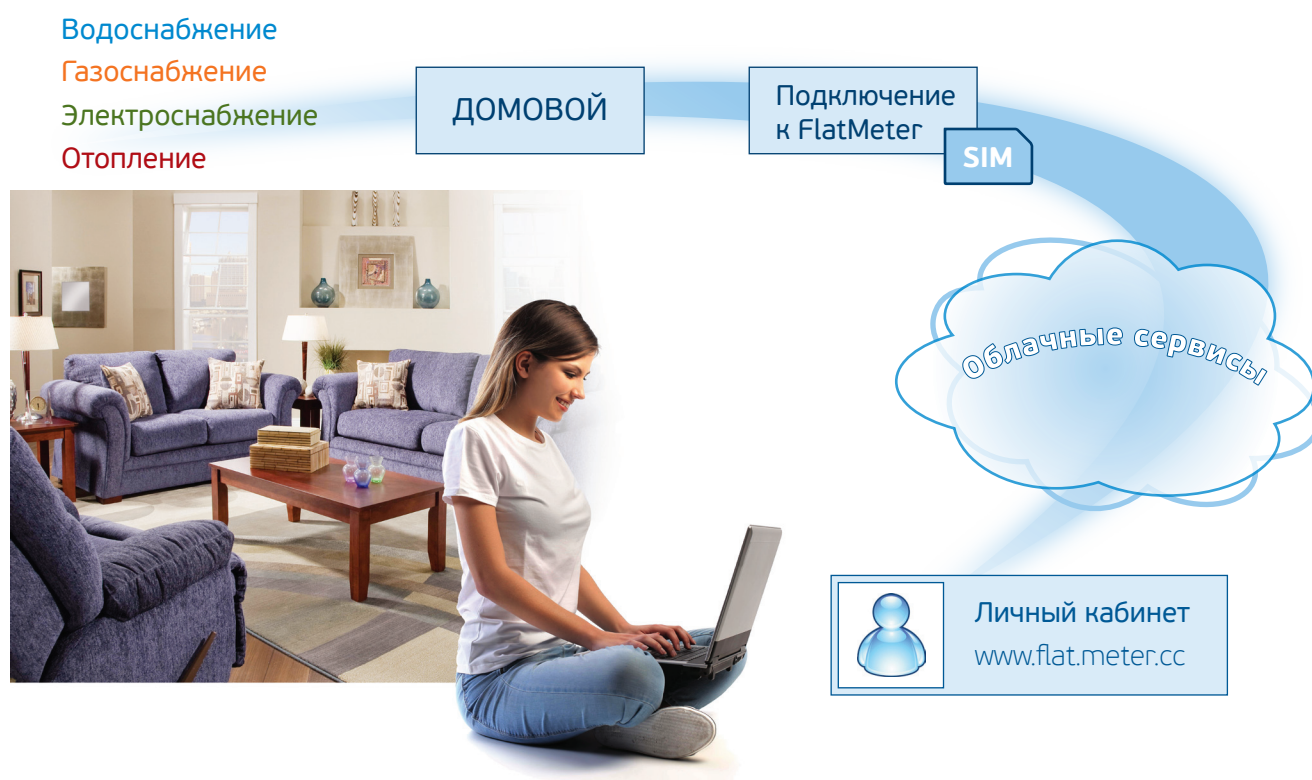 Водоснабжение
Газоснабжение
Электроснабжение
Отопление
ДОМОВОЙ
Подключение
к FlatMeter
SIM
Облачные сервисы
Личный кабинет
www.flat.meter.cc